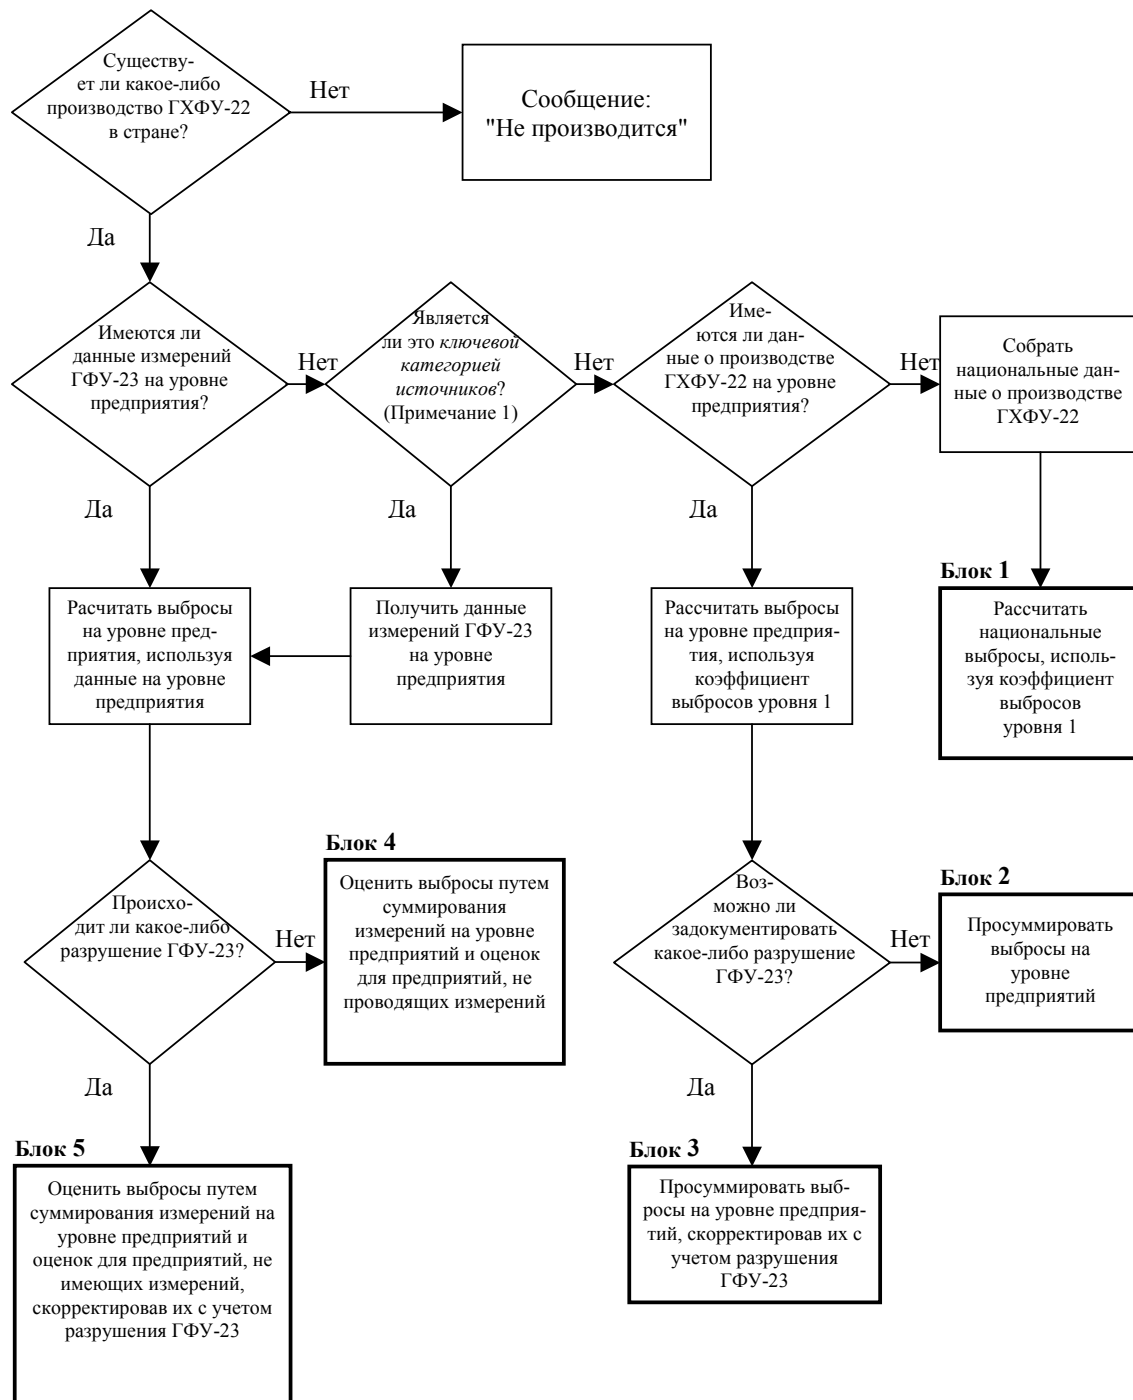 Существу-
ет ли какое-либо
производство ГХФУ-22
в стране?
Нет
Сообщение:
"Не производится"
Да
Имеются ли
данные измерений
ГФУ-23 на уровне
предприятия?
Нет
Является
ли это ключевой
категорией
источников?
(Примечание 1)
Нет
Име-
ются ли дан-
ные о производстве
ГХФУ-22 на уровне
предприятия?
Нет
Собрать
национальные дан-
ные о производстве
ГХФУ-22
Да
Да
Да
Расчитать выбросы
на уровне пред-
приятия, используя
данные на уровне
предприятия
Получить данные
измерений ГФУ-23
на уровне
предприятия
Рассчитать выбросы
на уровне предприя-
тия, используя
коэффициент
выбросов уровня 1
Блок 1
Рассчитать
национальные
выбросы, исполь-
зуя коэффициент
выбросов
уровня 1
Происхо-
дит ли какое-либо
разрушение ГФУ-23?
Нет
Блок 4
Оценить выбросы путем
суммирования
измерений на уровне
предприятий и оценок
для предприятий, не
проводящих измерений
Воз-
можно ли
задокументировать
какое-либо разрушение
ГФУ-23?
Нет
Блок 2
Просуммировать
выбросы на
уровне
предприятий
Да
Да
Блок 5
Оценить выбросы путем
суммирования измерений на
уровне предприятий и
оценок для предприятий, не
имеющих измерений,
скорректировав их с учетом
разрушения ГФУ-23
Блок 3
Просуммировать выб-
росы на уровне предприя-
тий, скорректировав их с
учетом разрушения
ГФУ-23